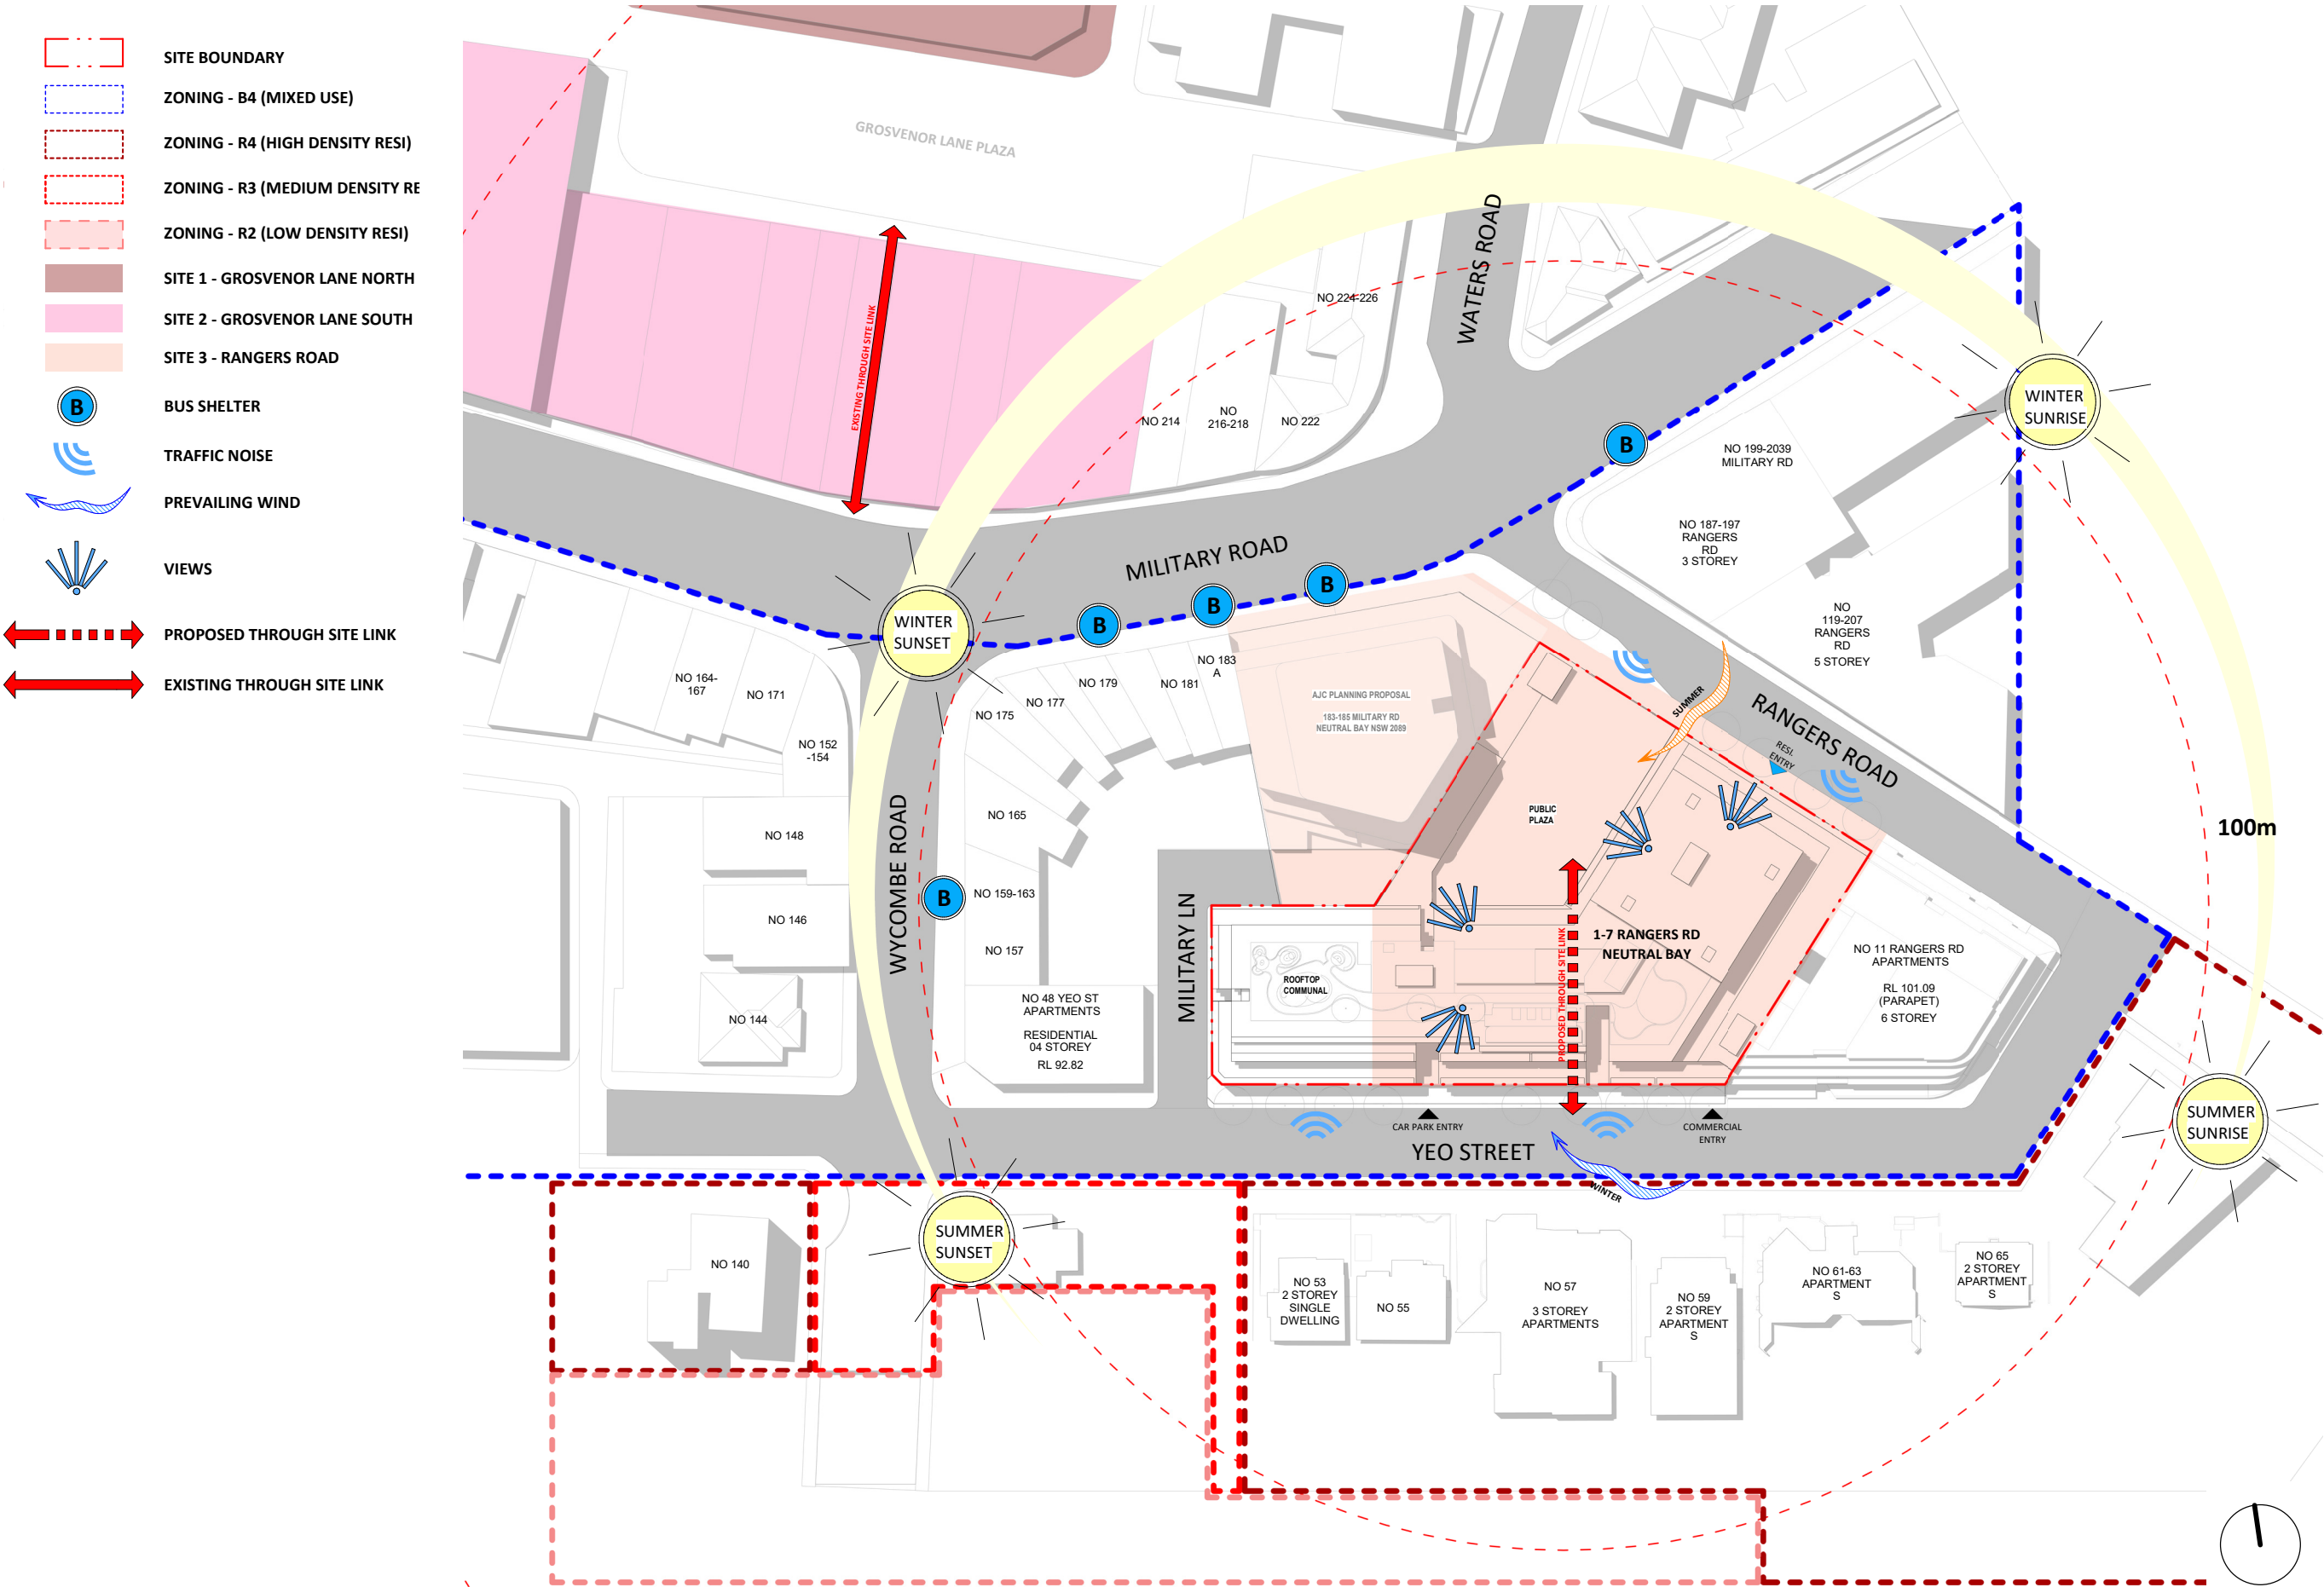 SITE BOUNDARY
ZONING - B4 (MIXED USE)
ZONING - R4 (HIGH DENSITY RESI)
ZONING - R3 (MEDIUM DENSITY RE
ZONING - R2 (LOW DENSITY RESI)
SITE 1 - GROSVENOR LANE NORTH
SITE 2 - GROSVENOR LANE SOUTH
SITE 3 - RANGERS ROAD
B
BUS SHELTER
TRAFFIC NOISE
PREVAILING WIND
VIEWS
PROPOSED THROUGH SITE LINK
EXISTING THROUGH SITE LINK
GROSVENOR LANE PLAZA
EXISTING THROUGH SITE LINK
WATERS ROAD
NO 224-226
NO 214
NO
216-218
NO 222
B
WINTER
SUNRISE
NO 199-2039
MILITARY RD
NO 187-197
RANGERS
RD
3 STOREY
NO
119-207
RANGERS
RD
5 STOREY
MILITARY ROAD
B
B
B
WINTER
SUNSET
NO 164-
167
NO 171
NO 152
-154
NO 175
NO 177
NO 179
NO 181
NO 183
A
AJC PLANNING PROPOSAL
183-185 MILITARY RD
NEUTRAL BAY NSW 2089
SUMMER
RANGERS ROAD
RESI.
ENTRY
PUBLIC
PLAZA
100m
NO 148
NO 146
NO 144
WYCOMBE ROAD
B
NO 165
NO 159-163
NO 157
NO 48 YEO ST
APARTMENTS
RESIDENTIAL
04 STOREY
RL 92.82
MILITARY LN
ROOFTOP
COMMUNAL
PROPOSED THROUGH SITE LINK
1-7 RANGERS RD
NEUTRAL BAY
NO 11 RANGERS RD
APARTMENTS
RL 101.09
(PARAPET)
6 STOREY
CAR PARK ENTRY
COMMERCIAL
ENTRY
YEO STREET
WINTER
SUMMER
SUNRISE
SUMMER
SUNSET
NO 140
NO 53
2 STOREY
SINGLE
DWELLING
NO 55
NO 57
3 STOREY
APARTMENTS
NO 59
2 STOREY
APARTMENT
S
NO 61-63
APARTMENT
S
NO 65
2 STOREY
APARTMENT
S